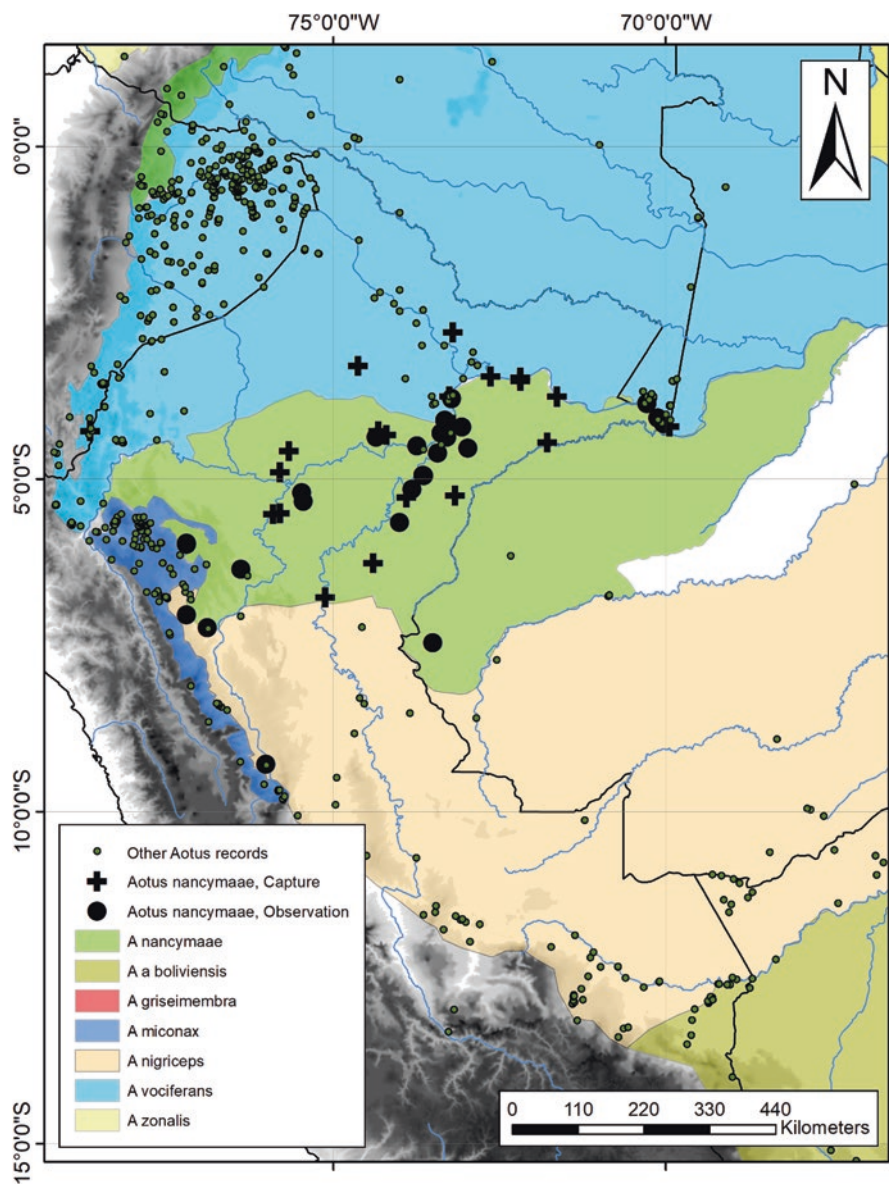 75°0'0"W
70°0'0"W
N
0°0'0"
5°0'0"S
10°0'0"S
15°0'0"S
Other Aotus records
Aotus nancymaae, Capture
Aotus nancymaae, Observation
A nancymaae
A a boliviensis
A griseimembra
A miconax
A nigriceps
A vociferans
A zonalis
0 110 220 330 440
Kilometers